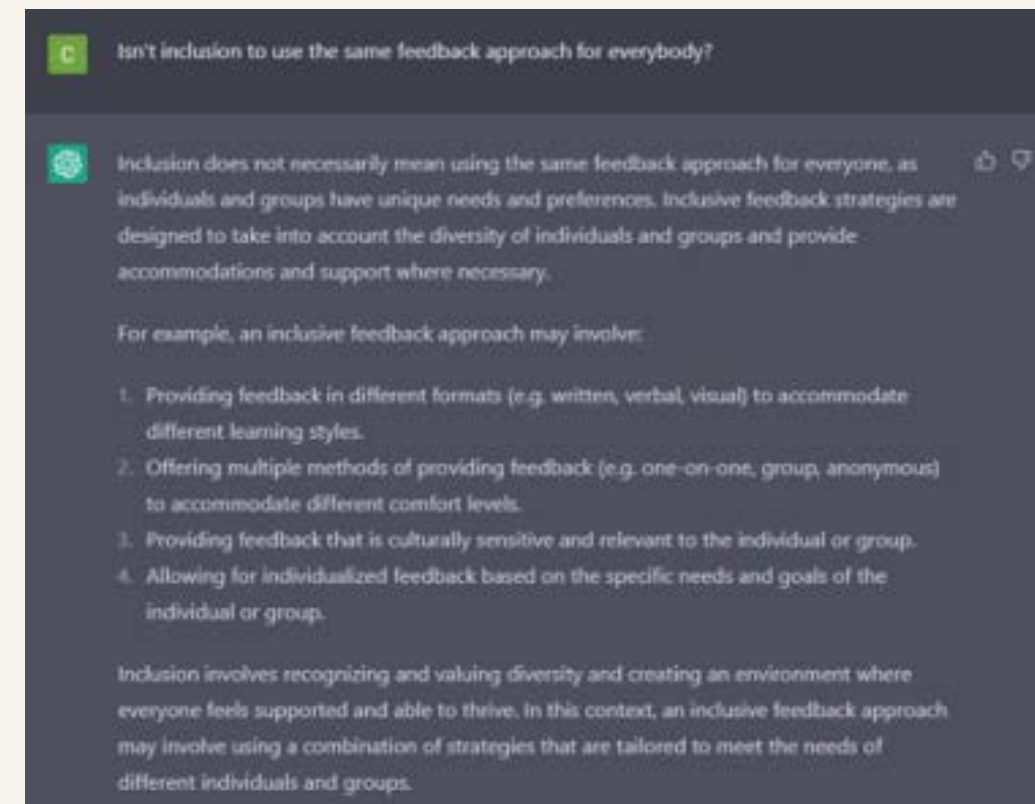 C
Isn't inclusion to use the same feedback approach for everybody?
Inclusion does not necessarily mean using the same feedback approach for everyone, as
individuals and groups have unique needs and preferences. Inclusive feedback strategies are
designed to take into account the diversity of individuals and groups and provide
accommodations and support where necessary.
For example, an inclusive feedback approach may involve:
1. Providing feedback in different formats (e.g. written, verbal, visual) to accommodate
different learning styles.
2. Offering multiple methods of providing feedback (e.g. one-on-one, group, anonymous)
to accommodate different comfort levels.
3. Providing feedback that is culturally sensitive and relevant to the individual or group.
4. Allowing for individualized feedback based on the specific needs and goals of the
individual or group.
Inclusion involves recognizing and valuing diversity and creating an environment where
everyone feels supported and able to thrive. In this context, an inclusive feedback approach
may involve using a combination of strategies that are tailored to meet the needs of
different individuals and groups.